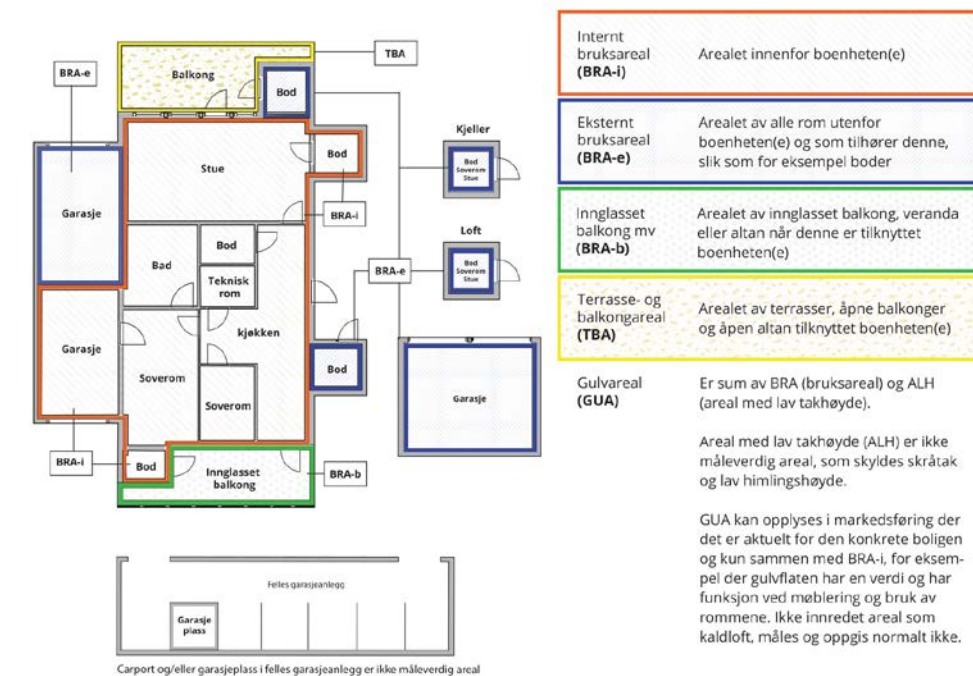 TBA
BRA-e
Balkong
Bod
Kjeller
Bod
Soverom
Stue
Stue
Bod
BRA-i
Garasje
Loft
Bod
Soverom
Stue
Bad
Bod
Teknisk
rom
BRA-e
kjøkken
Garasje
Soverom
Soverom
Bod
Garasje
BRA-i
Bod
Innglasset
balkong
BRA-b
Felles garasjeanlegg
Garasje
plass
Carport og/eller garasjeplass i felles garasjeanlegg er ikke måleverdig areal
Internt
bruksareal
(BRA-i)
Arealet innenfor boenheten(e)
Eksternt
bruksareal
(BRA-e)
Arealet av alle rom utenfor
boenheten(e) og som tilhører denne,
slik som for eksempel boder
Innglasset
balkong mv
(BRA-b)
Arealet av innglasset balkong, veranda
eller altan når denne er tilknyttet
boenheten(e)
Terrasse- og
balkongareal
(TBA)
Arealet av terrasser, åpne balkonger
og åpen altan tilknyttet boenheten(e)
Gulvareal
(GUA)
Er sum av BRA (bruksareal) og ALH
(areal med lav takhøyde).
Areal med lav takhøyde (ALH) er ikke
måleverdig areal, som skyldes skråtak
og lav himlingshøyde.
GUA kan opplyses i markedsføring der
det er aktuelt for den konkrete boligen
og kun sammen med BRA-i, for eksem-
pel der gulvflaten har en verdi og har
funksjon ved møblering og bruk av
rommene. Ikke innredet areal som
kaldloft, måles og oppgis normalt ikke.